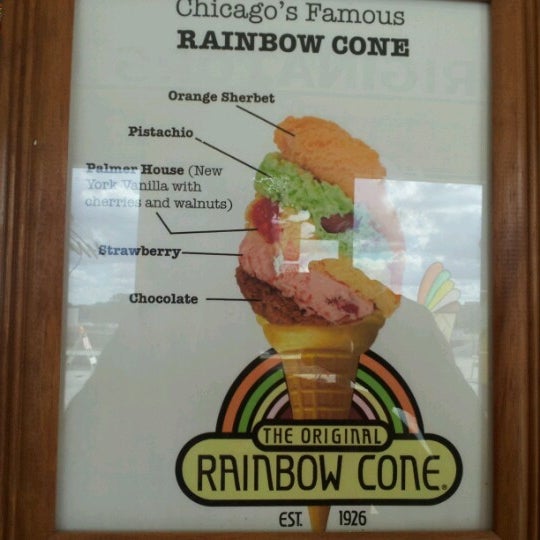 Chicago's Famous
RAINBOW CONE
Orange Sherbet
Pistachio
Palmer House (New
York Vanilla with
cherries and walnuts)
Strawberry
Chocolate
THE ORIGINAL
RAINBOW CONE®
EST. 1926